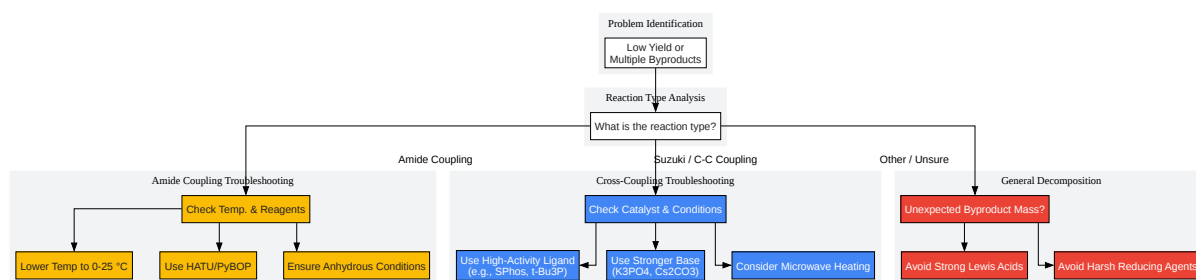 Problem Identification
Low Yield or
Multiple Byproducts
Reaction Type Analysis
What is the reaction type?
Amide Coupling
Suzuki / C-C Coupling
Other / Unsure
Amide Coupling Troubleshooting
Cross-Coupling Troubleshooting
General Decomposition
Check Temp. & Reagents
Check Catalyst & Conditions
Unexpected Byproduct Mass?
Lower Temp to 0-25 °C
Use HATU/PyBOP
Ensure Anhydrous Conditions
Use High-Activity Ligand
(e.g., SPhos, t-Bu3P)
Use Stronger Base
(K3PO4, Cs2CO3)
Consider Microwave Heating
Avoid Strong Lewis Acids
Avoid Harsh Reducing Agents